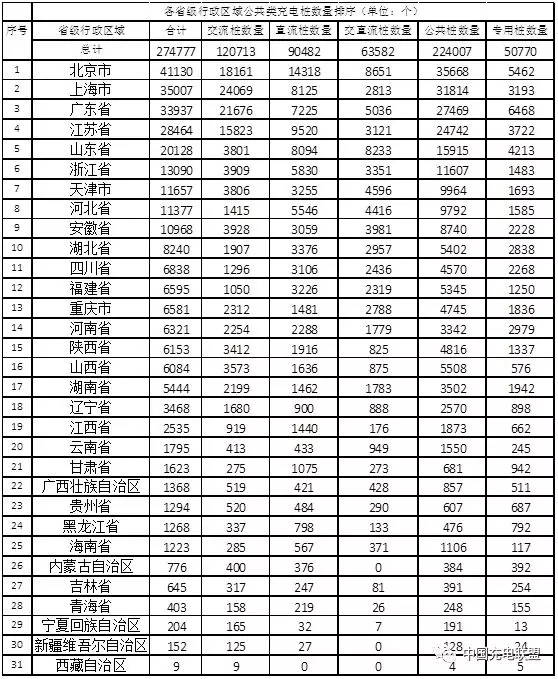 各省级行政区域公共类充电桩数量排序（单位：个）
序号 省级行政区域 合计 交流桩数量 直流桩数量 交直流桩数量 公共桩数量 专用桩数量
总计 274777 120713 90482 63582 224007 50770
1 北京市 41130 18161 14318 8651 35668 5462
2 上海市 35007 24069 8125 2813 31814 3193
3 广东省 33937 21676 7225 5036 27469 6468
4 江苏省 28464 15823 9520 3121 24742 3722
5 山东省 20128 3801 8094 8233 15915 4213
6 浙江省 13090 3909 5830 3351 11607 1483
7 天津市 11657 3806 3255 4596 9964 1693
8 河北省 11377 1415 5546 4416 9792 1585
9 安徽省 10968 3928 3059 3981 8740 2228
10 湖北省 8240 1907 3376 2957 5402 2838
11 四川省 6838 1296 3106 2436 4570 2268
12 福建省 6595 1050 3226 2319 5345 1250
13 重庆市 6581 2312 1481 2788 4745 1836
14 河南省 6321 2254 2288 1779 3342 2979
15 陕西省 6153 3412 1916 825 4816 1337
16 山西省 6084 3573 1636 875 5508 576
17 湖南省 5444 2199 1462 1783 3502 1942
18 辽宁省 3468 1680 900 888 2570 898
19 江西省 2535 919 1440 176 1873 662
20 云南省 1795 413 433 949 1550 245
21 甘肃省 1623 275 1075 273 681 942
22 广西壮族自治区 1368 519 421 428 857 511
23 贵州省 1294 520 484 290 607 687
24 黑龙江省 1268 337 798 133 476 792
25 海南省 1223 285 567 371 1106 117
26 内蒙古自治区 776 400 376 0 384 392
27 吉林省 645 317 247 81 391 254
28 青海省 403 158 219 26 248 155
29 宁夏回族自治区 204 165 32 7 191 13
30 新疆维吾尔自治区 152 125 27 0 128 24
31 西藏自治区 9 9 0 0 4 5
中国充电联盟